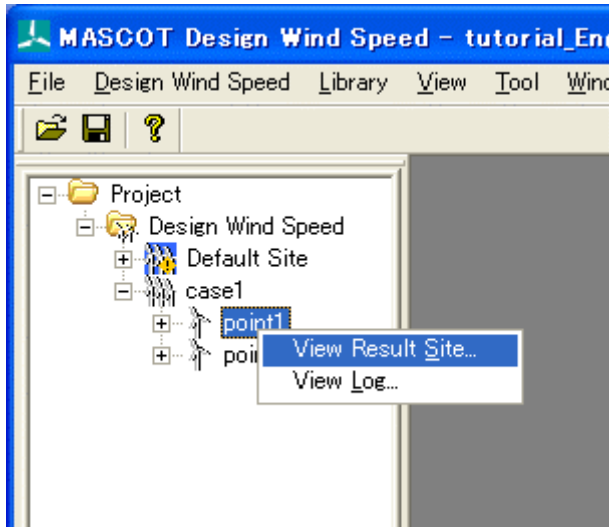 MASCOT Design Wind Speed - tutorial_En
File Design Wind Speed Library View Tool Wind
Project
Design Wind Speed
Default Site
case1
point1
View Result Site...
poi
View Log...